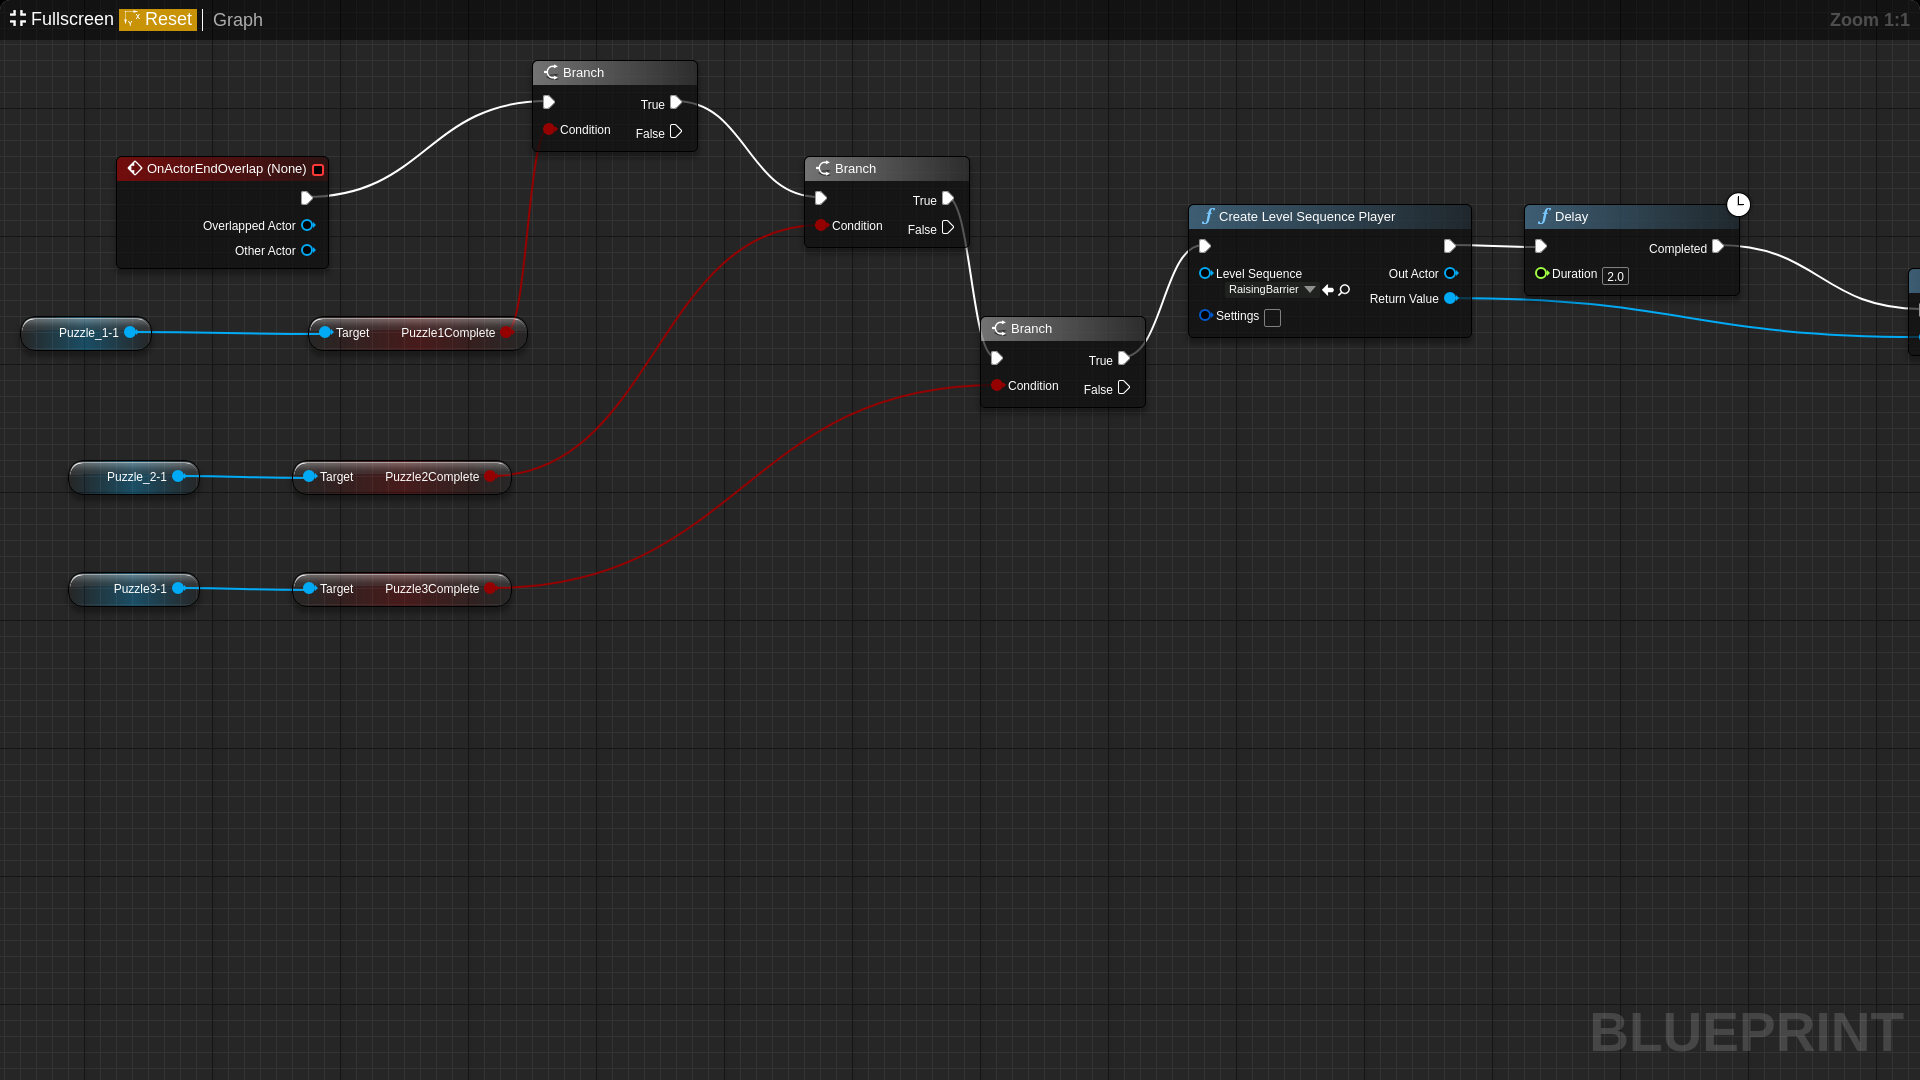 Fullscreen Reset Graph
Zoom 1:1
Branch
True
Condition
False
OnActorEndOverlap (None)
Overlapped Actor
Other Actor
Branch
True
Condition
False
Create Level Sequence Player
Level Sequence
RaisingBarrier
Out Actor
Return Value
Settings
Delay
Completed
Duration 2.0
Branch
True
Condition
False
Puzzle_1-1
Target Puzzle1Complete
Puzzle_2-1
Target Puzzle2Complete
Puzzle3-1
Target Puzzle3Complete
BLUEPRINT